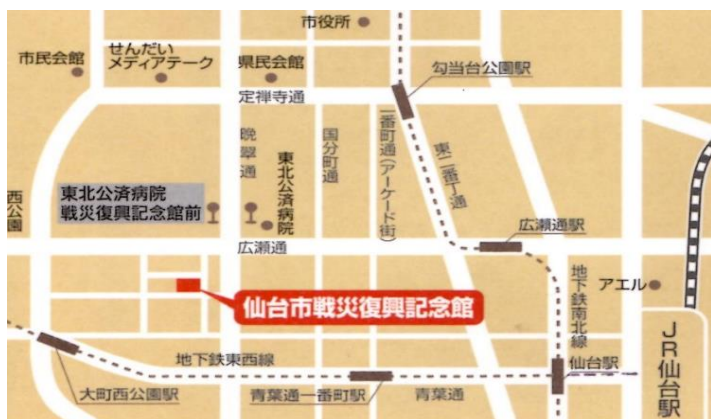 市役所
市民会館
せんだい
メディアテーク
県民会館
勾当台公園駅
定禅寺通
晩翠通
国分町通
一番町通(アーケード街)
東二番丁通
西公園
東北公済病院
戦災復興記念館前
東北公済病院
広瀬通
広瀬通駅
地下鉄南北線
アエル
仙台市戦災復興記念館
JR仙台駅
地下鉄東西線
仙台駅
大町西公園駅
青葉通一番町駅
青葉通